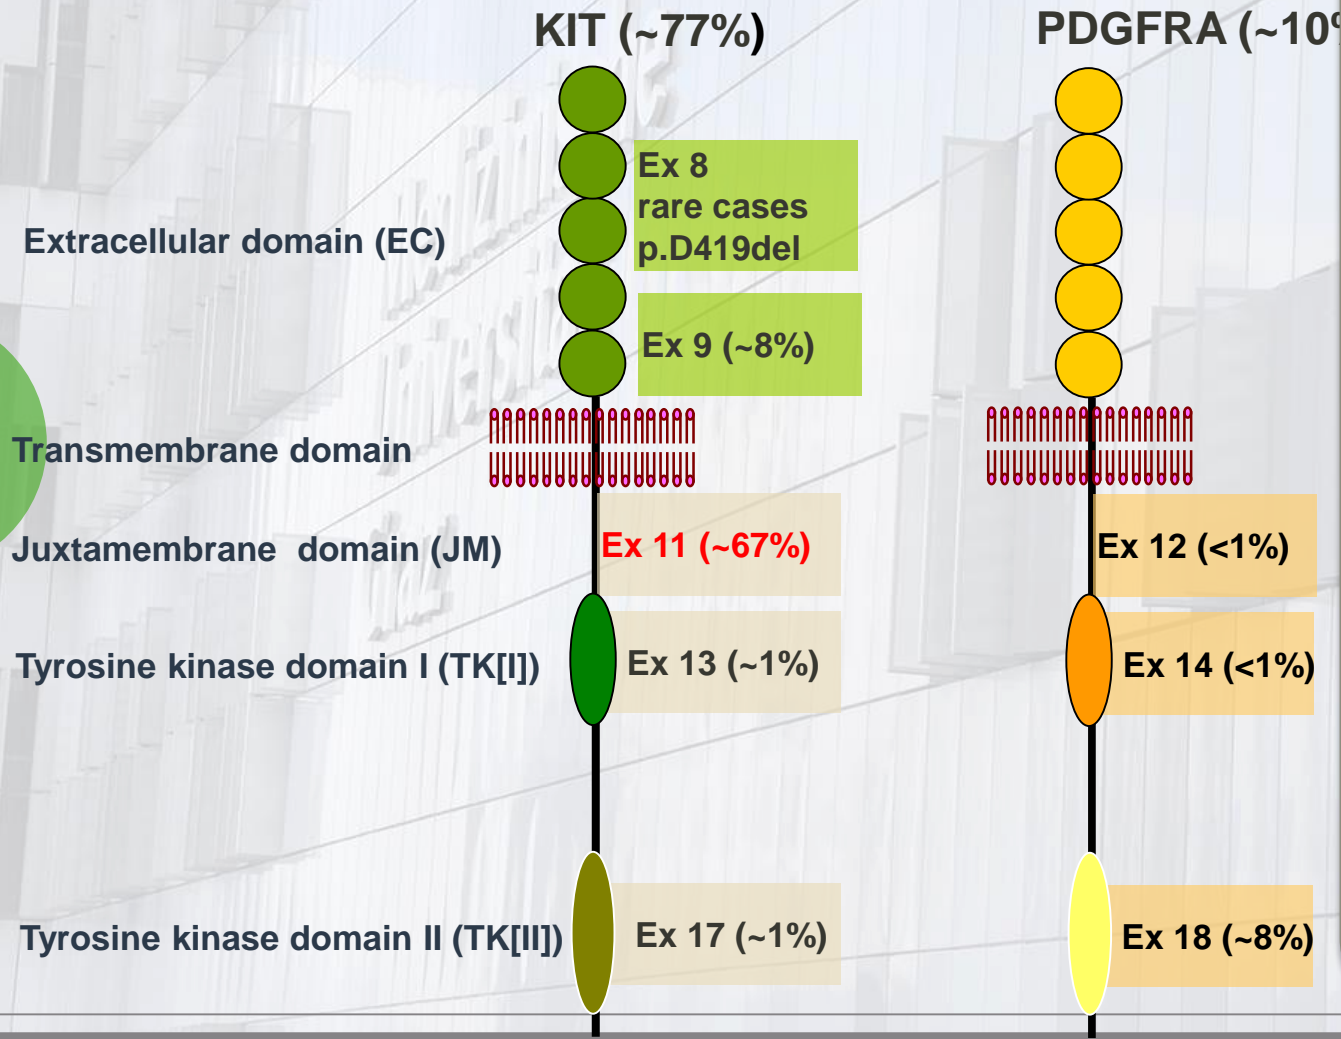 KIT (~77%)
PDGFRA (~10%
Ex 8
rare cases
p.D419del
Extracellular domain (EC)
Ex 9 (~8%)
Transmembrane domain
Juxtamembrane  domain (JM)
Ex 11 (~67%)
Ex 12 (<1%)
Tyrosine kinase domain I (TK[I])
Ex 13 (~1%)
Ex 14 (<1%)
Tyrosine kinase domain II (TK[II])
Ex 17 (~1%)
Ex 18 (~8%)